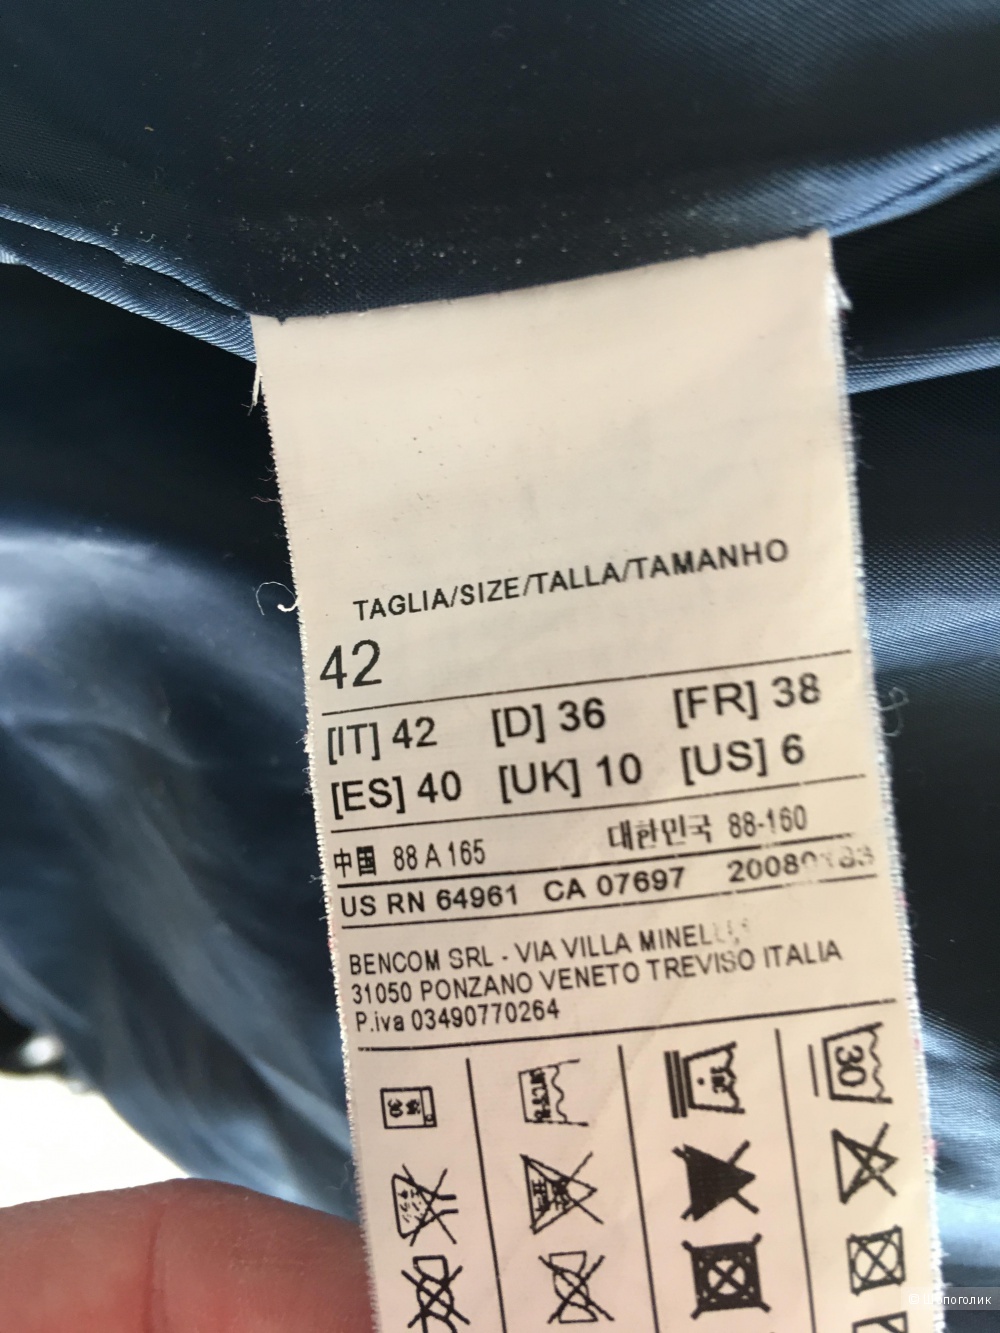 TAGLIA/SIZE/TALLA/TAMANHO
42
[IT] 42 [D] 36 [FR] 38
[ES] 40 [UK] 10 [US] 6
中国 88 A 165 대한민국 88-160
US RN 64961 CA 07697
BENCOM SRL - VIA VILLA
31050 PONZANO VENETO TREVISO ITALIA
P.iva 03490770264
30
30